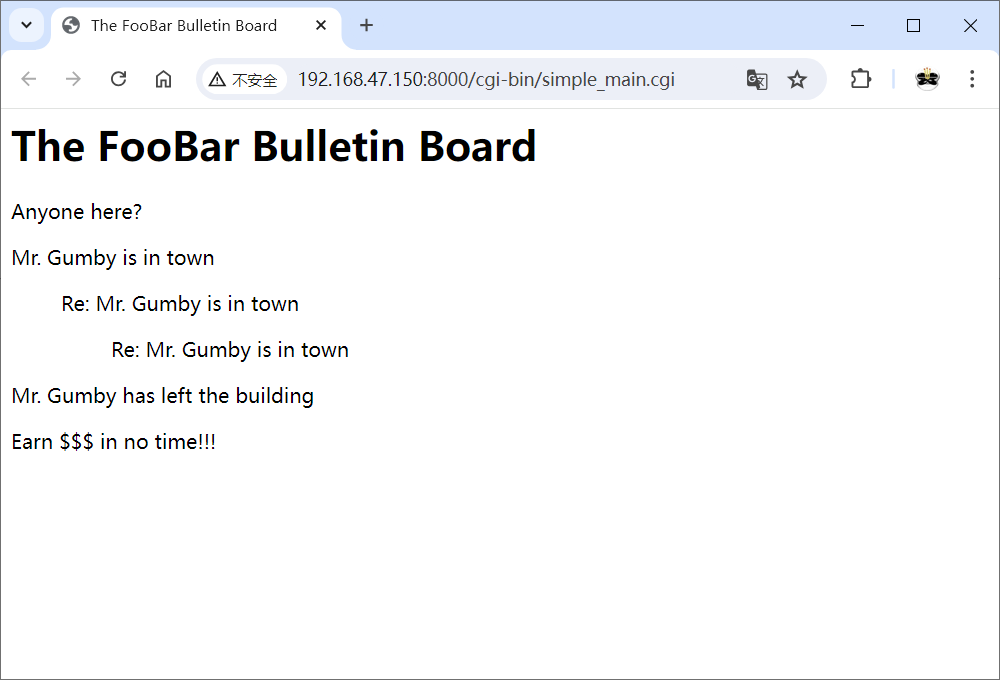 The FooBar Bulletin Board
不安全 192.168.47.150:8000/cgi-bin/simple_main.cgi
The FooBar Bulletin Board
Anyone here?
Mr. Gumby is in town
Re: Mr. Gumby is in town
Re: Mr. Gumby is in town
Mr. Gumby has left the building
Earn $$$ in no time!!!